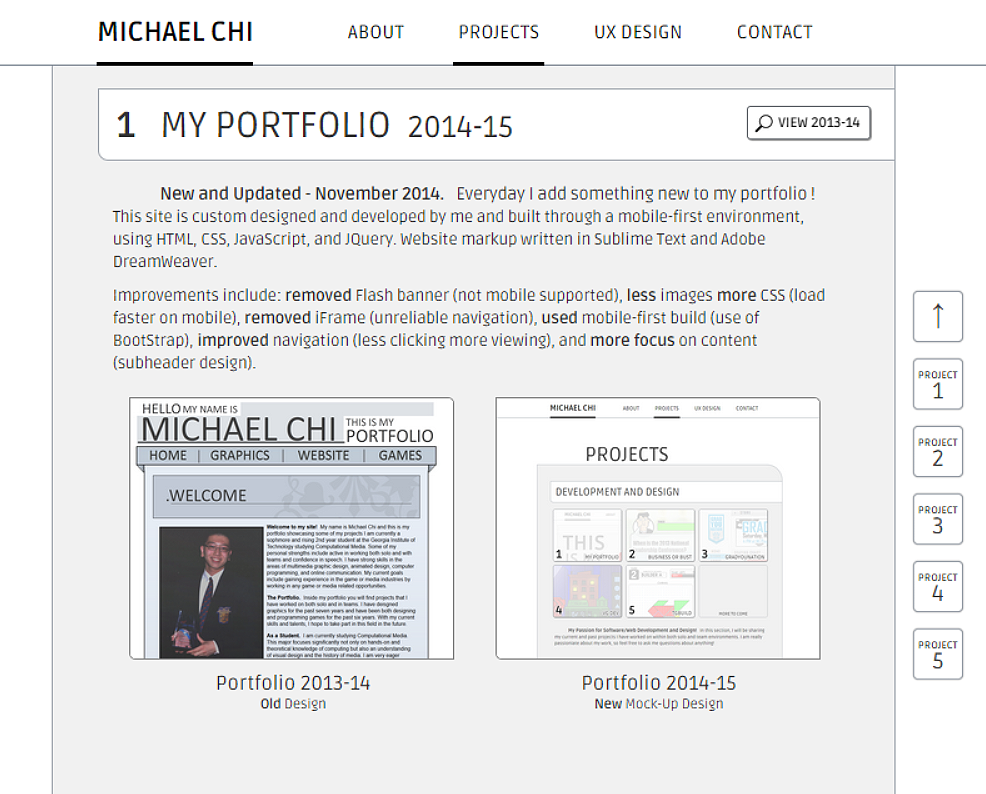 MICHAEL CHI ABOUT PROJECTS UX DESIGN CONTACT
1 MY PORTFOLIO 2014-15 VIEW 2013-14
New and Updated - November 2014. Everyday I add something new to my portfolio !
This site is custom designed and developed by me and built through a mobile-first environment,
using HTML, CSS, JavaScript, and JQuery. Website markup written in Sublime Text and Adobe
DreamWeaver.
Improvements include: removed Flash banner (not mobile supported), less images more CSS (load
faster on mobile), removed iFrame (unreliable navigation), used mobile-first build (use of
BootStrap), improved navigation (less clicking more viewing), and more focus on content
(subheader design).
HELLO MY NAME IS
MICHAEL CHI THIS IS MY
PORTFOLIO
HOME | GRAPHICS | WEBSITE | GAMES
.WELCOME
Welcome to my site! My name is Michael Chi and this is my
portfolio showcasing some of my projects I am currently a
sophmore and rising 2nd year student at the Georgia Institute of
Technology studying Computational Media. Some of my
personal strengths include active in working both solo and with
teams and confidence in speech. I have strong skills in the
areas of multimedia graphic design, animated design, computer
programming, and online communication. My current goals
include gaining experience in the game or media industries by
working in any game or media related opportunities.
The Portfolio. Inside my portfolio you will find projects that I
have worked on both solo and in teams. I have designed
graphics for the past seven years and have been both designing
and programming games for the past six years. With my current
skills and talents, I hope to take part in this field in the future.
As a Student, I am currently studying Computational Media.
This major focuses significantly not only on hands-on and
theoretical knowledge of computing but also an understanding
of visual design and the history of media. I am very eager
MICHAEL CHI ABOUT PROJECTS UX DESIGN CONTACT
PROJECTS
DEVELOPMENT AND DESIGN
THIS
1 MY PORTFOLIO
2 BUSINESS OR BUST
3 GRADYOUNATION
4
5
MORE TO COME
My Passion for Software/Web Development and Design! In this section, I will be sharing
my current and past projects I have worked on within both solo and team environments. I am really
passionate about my work, so feel free to ask me questions about anything!
Portfolio 2013-14
Old Design
Portfolio 2014-15
New Mock-Up Design
↑
PROJECT
1
PROJECT
2
PROJECT
3
PROJECT
4
PROJECT
5